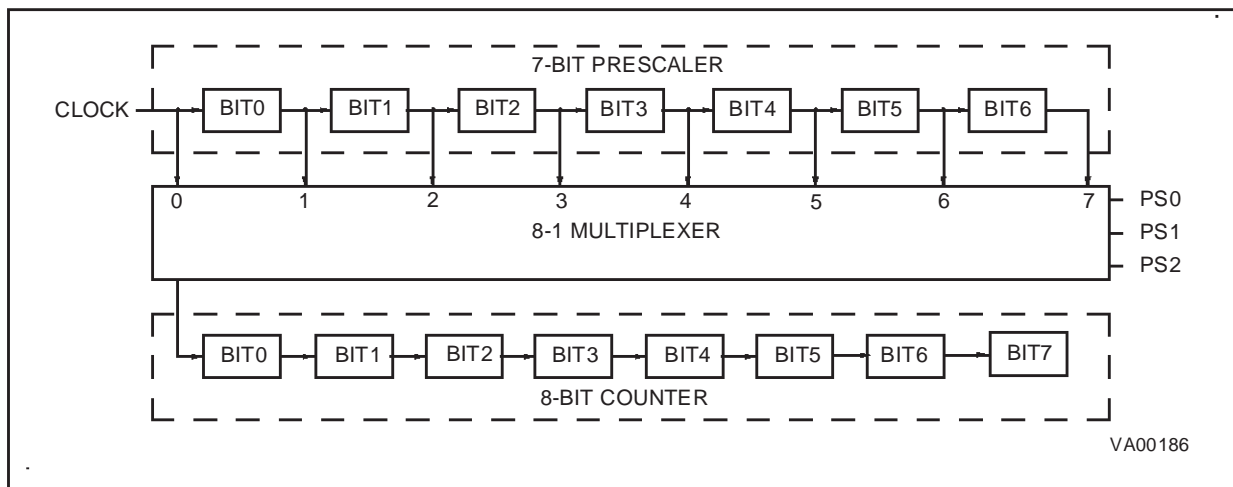 7-BIT PRESCALER
CLOCK BIT0 BIT1 BIT2 BIT3 BIT4 BIT5 BIT6
0 1 2 3 4 5 6 7
PS0
8-1 MULTIPLEXER
PS1
PS2
BIT0 BIT1 BIT2 BIT3 BIT4 BIT5 BIT6 BIT7
8-BIT COUNTER
VA00186